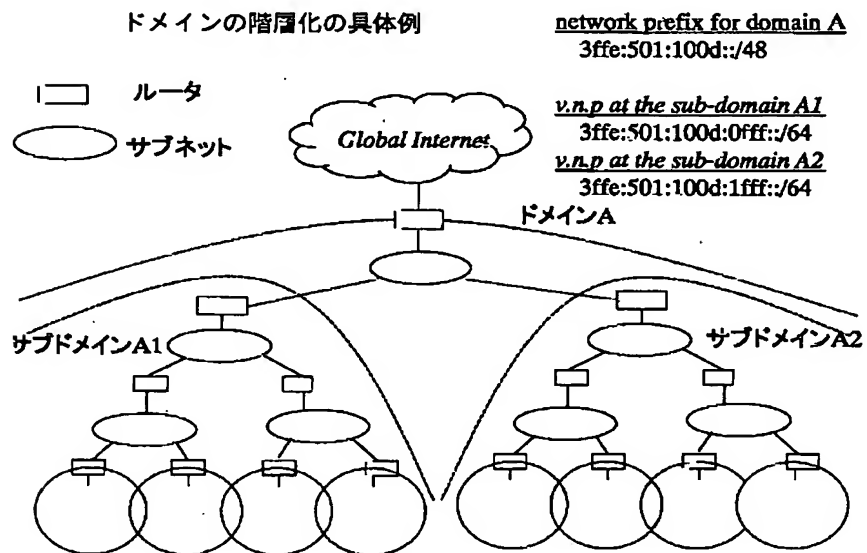 ドメインの階層化の具体例
network prefix for domain A
3ffe:501:100d::/48
ルータ
サブネット
v.n.p at the sub-domain A1
3ffe:501:100d:0fff::/64
v.n.p at the sub-domain A2
3ffe:501:100d:1fff::/64
Global Internet
ドメインA
サブドメインA1
サブドメインA2